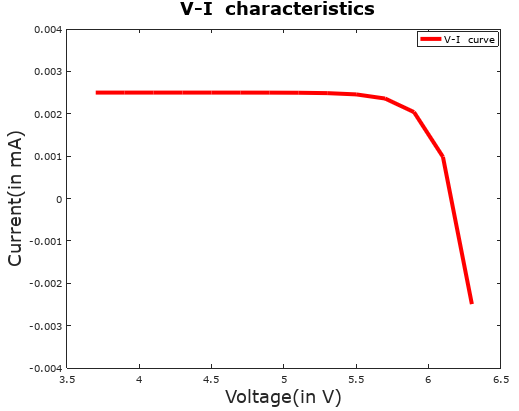 V-I characteristics
V-I curve
0.004
0.003
0.002
0.001
0
-0.001
-0.002
-0.003
-0.004
Current(in mA)
3.5 4 4.5 5 5.5 6 6.5
Voltage(in V)